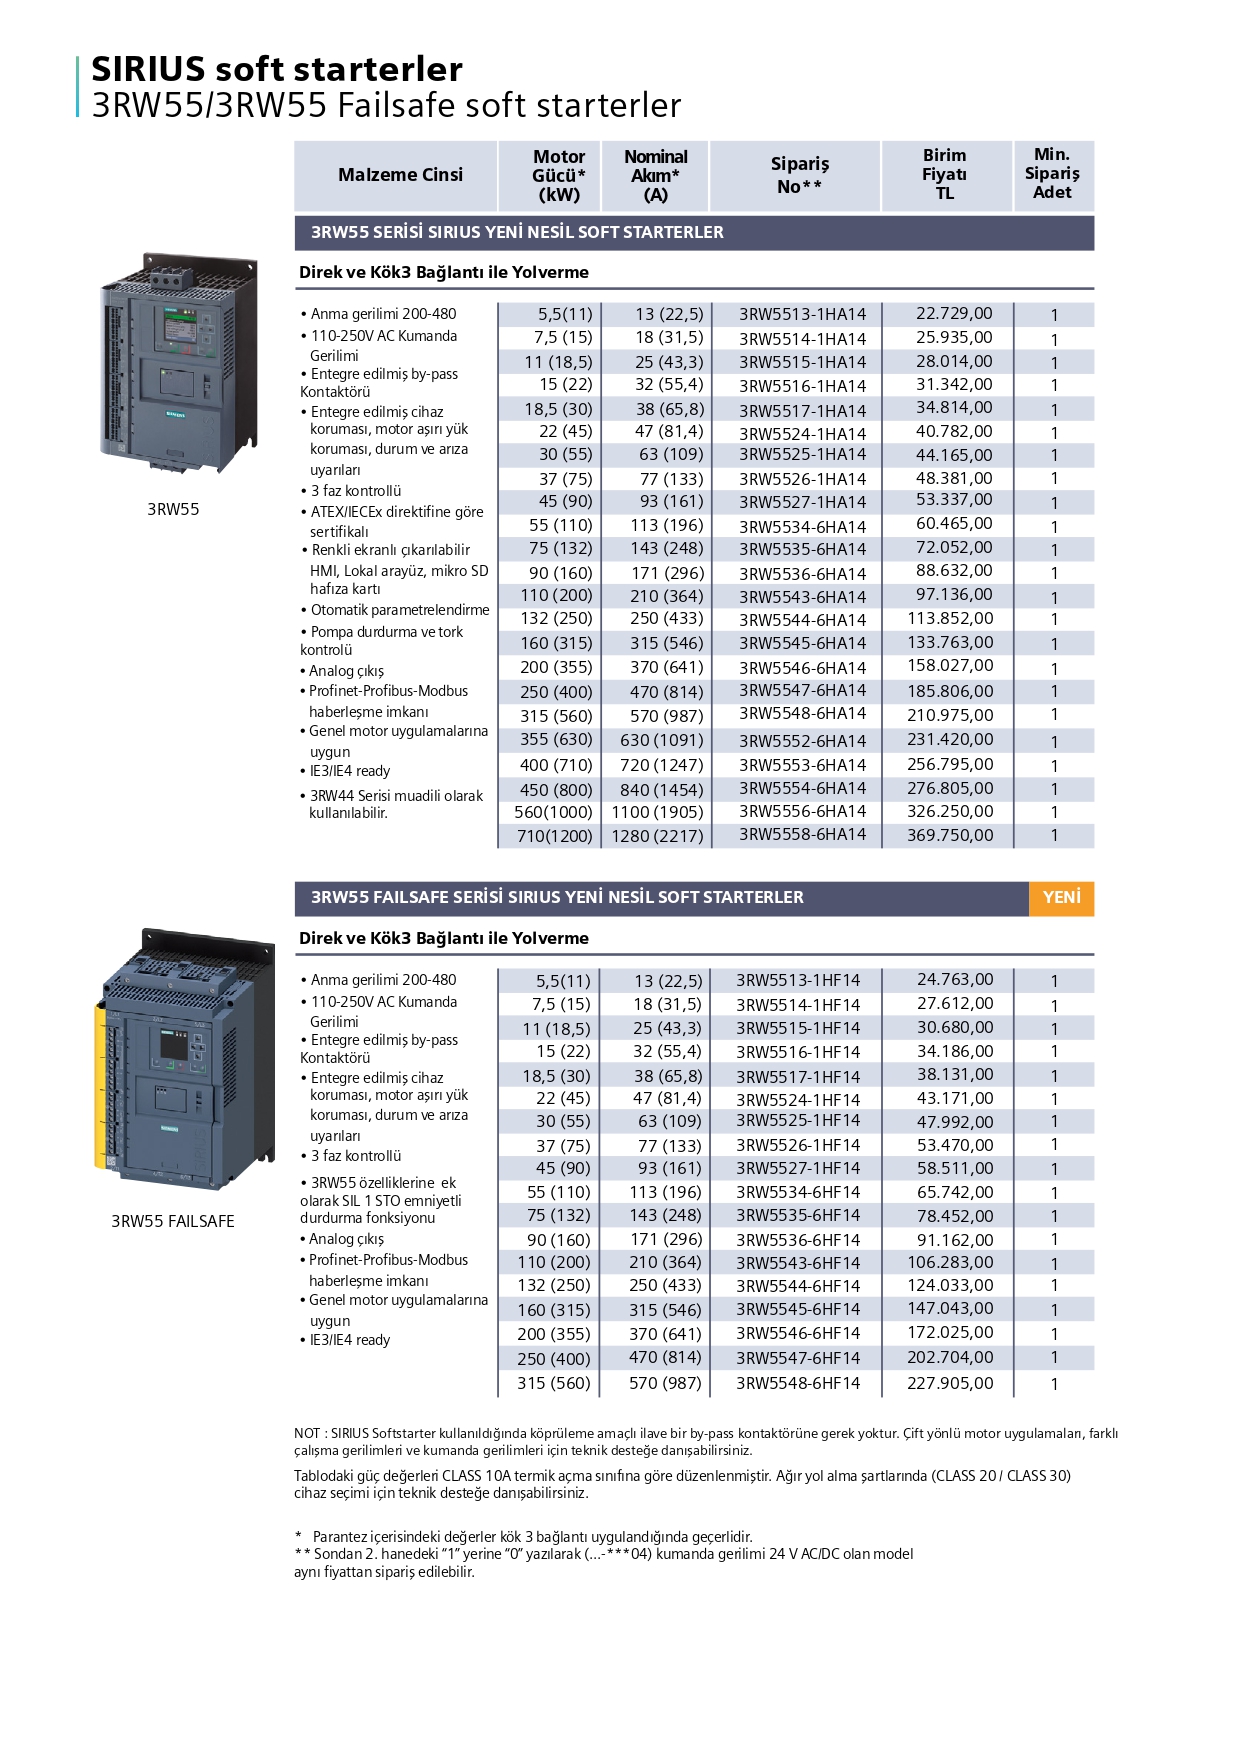 SIRIUS soft starterler
3RW55/3RW55 Failsafe soft starterler
Malzeme Cinsi
Motor
Gücü*
(kW)
Nominal
Akım*
(A)
Sipariş
No**
Birim
Fiyatı
TL
Min.
Sipariş
Adet
3RW55 SERİSİ SIRIUS YENİ NESİL SOFT STARTERLER
Direk ve Kök3 Bağlantı ile Yolverme
3RW55
• Anma gerilimi 200-480
• 110-250V AC Kumanda
Gerilimi
• Entegre edilmiş by-pass
Kontaktörü
• Entegre edilmiş cihaz
koruması, motor aşırı yük
koruması, durum ve arıza
uyarıları
• 3 faz kontrollü
• ATEX/IECEx direktifine göre
sertifikalı
• Renkli ekranlı çıkarılabilir
HMI, Lokal arayüz, mikro SD
hafıza kartı
• Otomatik parametrelendirme
• Pompa durdurma ve tork
kontrolü
• Analog çıkış
• Profinet-Profibus-Modbus
haberleşme imkanı
• Genel motor uygulamalarına
uygun
• IE3/IE4 ready
• 3RW44 Serisi muadili olarak
kullanılabilir.
5,5(11) 13 (22,5) 3RW5513-1HA14 22.729,00 1
7,5 (15) 18 (31,5) 3RW5514-1HA14 25.935,00 1
11 (18,5) 25 (43,3) 3RW5515-1HA14 28.014,00 1
15 (22) 32 (55,4) 3RW5516-1HA14 31.342,00 1
18,5 (30) 38 (65,8) 3RW5517-1HA14 34.814,00 1
22 (45) 47 (81,4) 3RW5524-1HA14 40.782,00 1
30 (55) 63 (109) 3RW5525-1HA14 44.165,00 1
37 (75) 77 (133) 3RW5526-1HA14 48.381,00 1
45 (90) 93 (161) 3RW5527-1HA14 53.337,00 1
55 (110) 113 (196) 3RW5534-6HA14 60.465,00 1
75 (132) 143 (248) 3RW5535-6HA14 72.052,00 1
90 (160) 171 (296) 3RW5536-6HA14 88.632,00 1
110 (200) 210 (364) 3RW5543-6HA14 97.136,00 1
132 (250) 250 (433) 3RW5544-6HA14 113.852,00 1
160 (315) 315 (546) 3RW5545-6HA14 133.763,00 1
200 (355) 370 (641) 3RW5546-6HA14 158.027,00 1
250 (400) 470 (814) 3RW5547-6HA14 185.806,00 1
315 (560) 570 (987) 3RW5548-6HA14 210.975,00 1
355 (630) 630 (1091) 3RW5552-6HA14 231.420,00 1
400 (710) 720 (1247) 3RW5553-6HA14 256.795,00 1
450 (800) 840 (1454) 3RW5554-6HA14 276.805,00 1
560(1000) 1100 (1905) 3RW5556-6HA14 326.250,00 1
710(1200) 1280 (2217) 3RW5558-6HA14 369.750,00 1
3RW55 FAILSAFE SERİSİ SIRIUS YENİ NESİL SOFT STARTERLER YENİ
Direk ve Kök3 Bağlantı ile Yolverme
3RW55 FAILSAFE
• Anma gerilimi 200-480
• 110-250V AC Kumanda
Gerilimi
• Entegre edilmiş by-pass
Kontaktörü
• Entegre edilmiş cihaz
koruması, motor aşırı yük
koruması, durum ve arıza
uyarıları
• 3 faz kontrollü
• 3RW55 özelliklerine ek
olarak SIL 1 STO emniyetli
durdurma fonksiyonu
• Analog çıkış
• Profinet-Profibus-Modbus
haberleşme imkanı
• Genel motor uygulamalarına
uygun
• IE3/IE4 ready
5,5(11) 13 (22,5) 3RW5513-1HF14 24.763,00 1
7,5 (15) 18 (31,5) 3RW5514-1HF14 27.612,00 1
11 (18,5) 25 (43,3) 3RW5515-1HF14 30.680,00 1
15 (22) 32 (55,4) 3RW5516-1HF14 34.186,00 1
18,5 (30) 38 (65,8) 3RW5517-1HF14 38.131,00 1
22 (45) 47 (81,4) 3RW5524-1HF14 43.171,00 1
30 (55) 63 (109) 3RW5525-1HF14 47.992,00 1
37 (75) 77 (133) 3RW5526-1HF14 53.470,00 1
45 (90) 93 (161) 3RW5527-1HF14 58.511,00 1
55 (110) 113 (196) 3RW5534-6HF14 65.742,00 1
75 (132) 143 (248) 3RW5535-6HF14 78.452,00 1
90 (160) 171 (296) 3RW5536-6HF14 91.162,00 1
110 (200) 210 (364) 3RW5543-6HF14 106.283,00 1
132 (250) 250 (433) 3RW5544-6HF14 124.033,00 1
160 (315) 315 (546) 3RW5545-6HF14 147.043,00 1
200 (355) 370 (641) 3RW5546-6HF14 172.025,00 1
250 (400) 470 (814) 3RW5547-6HF14 202.704,00 1
315 (560) 570 (987) 3RW5548-6HF14 227.905,00 1
NOT : SIRIUS Softstarter kullanıldığında köprüleme amaçlı ilave bir by-pass kontaktörüne gerek yoktur. Çift yönlü motor uygulamaları, farklı
çalışma gerilimleri ve kumanda gerilimleri için teknik desteğe danışabilirsiniz.
Tablodaki güç değerleri CLASS 10A termik açma sınıfına göre düzenlenmiştir. Ağır yol alma şartlarında (CLASS 20 / CLASS 30)
cihaz seçimi için teknik desteğe danışabilirsiniz.
* Parantez içerisindeki değerler kök 3 bağlantı uygulandığında geçerlidir.
** Sondan 2. hanedeki “1” yerine “0” yazılarak (...-***04) kumanda gerilimi 24 V AC/DC olan model
aynı fiyattan sipariş edilebilir.